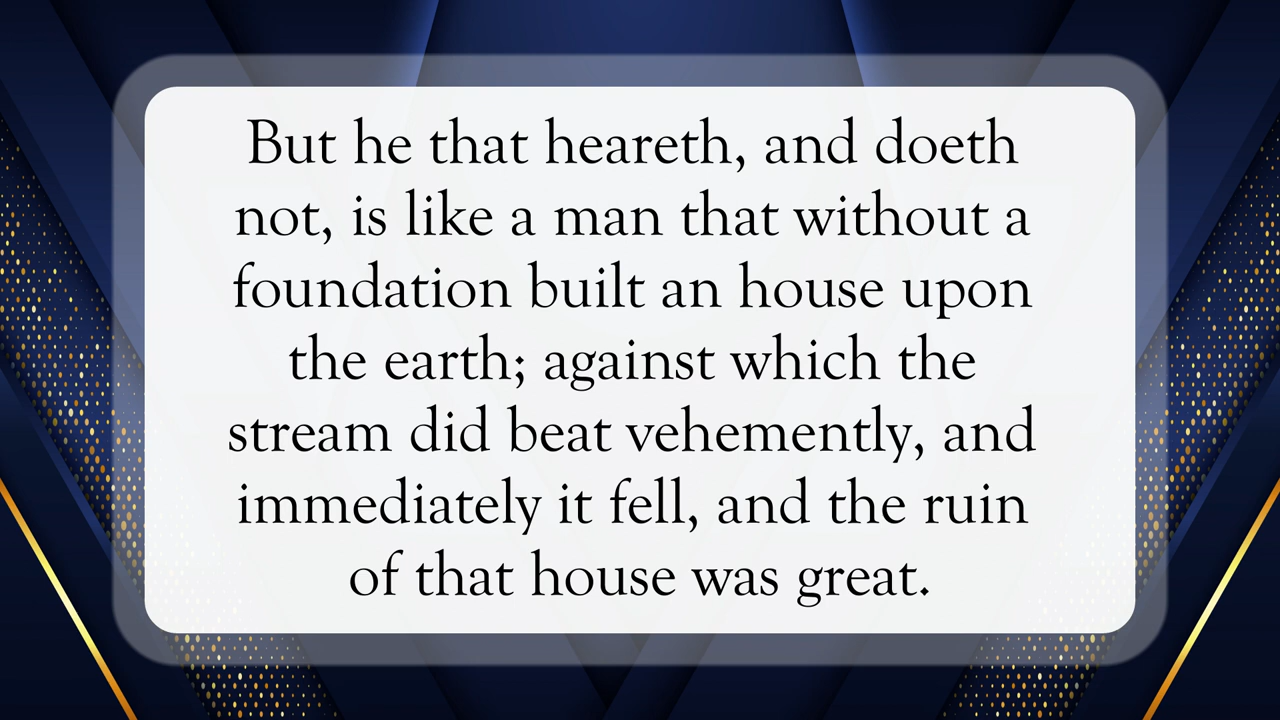 But he that heareth, and doeth
not, is like a man that without a
foundation built an house upon
the earth; against which the
stream did beat vehemently, and
immediately it fell, and the ruin
of that house was great.